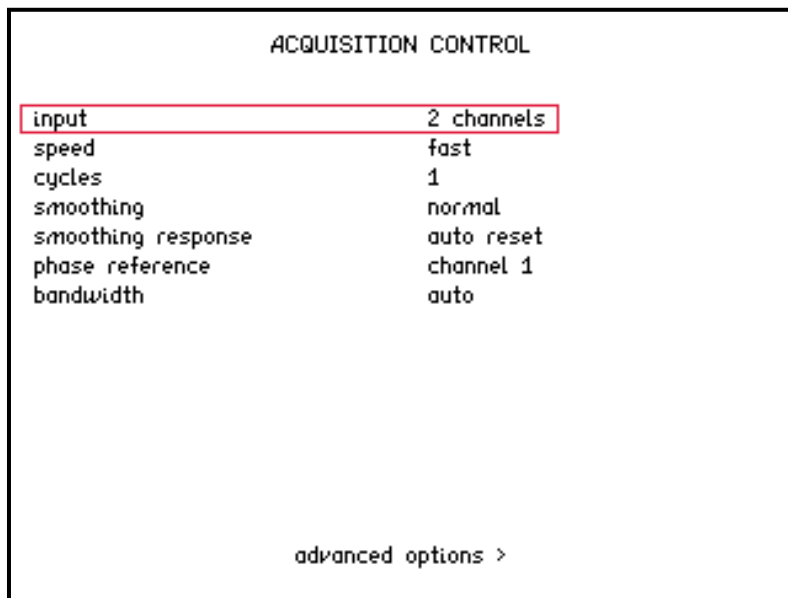 ACQUISITION CONTROL
input 2 channels
speed fast
cycles 1
smoothing normal
smoothing response auto reset
phase reference channel 1
bandwidth auto
advanced options >